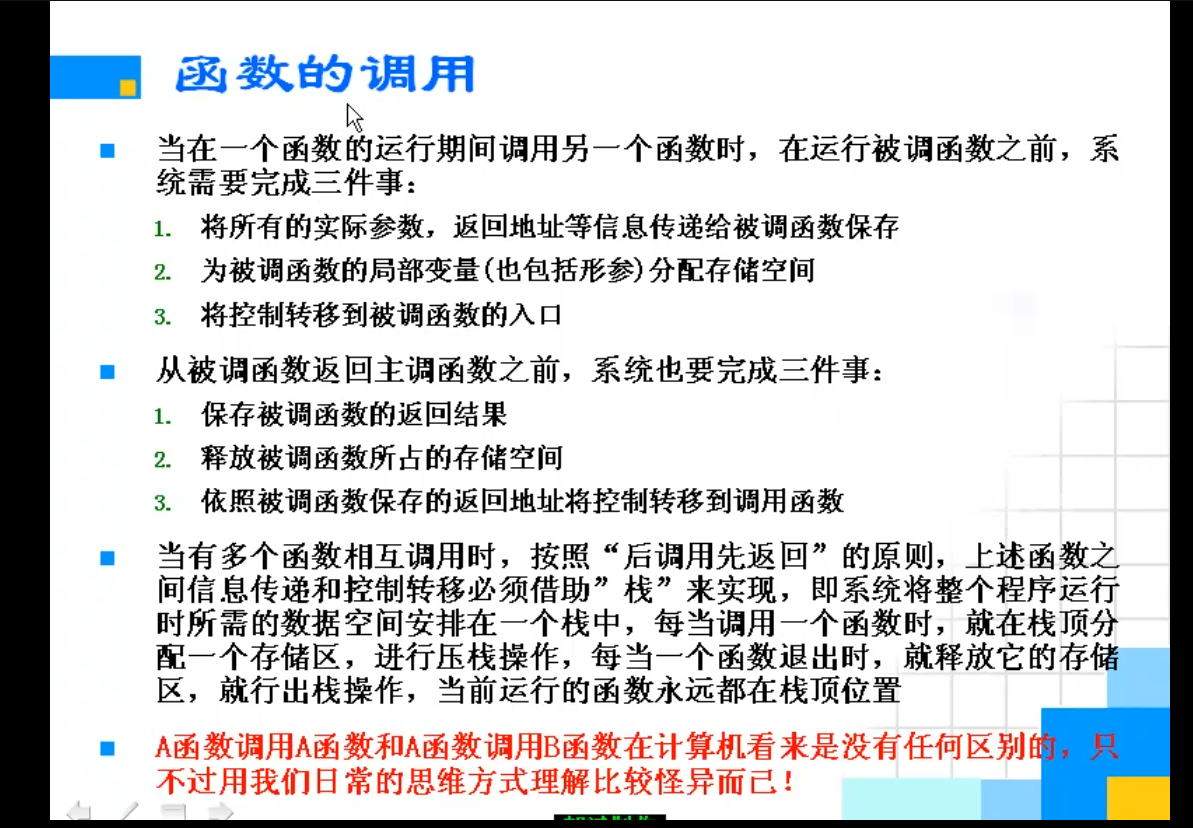 函数的调用
当在一个函数的运行期间调用另一个函数时，在运行被调函数之前，系
统需要完成三件事：
1. 将所有的实际参数，返回地址等信息传递给被调函数保存
2. 为被调函数的局部变量(也包括形参)分配存储空间
3. 将控制转移到被调函数的入口
从被调函数返回主调函数之前，系统也要完成三件事：
1. 保存被调函数的返回结果
2. 释放被调函数所占的存储空间
3. 依照被调函数保存的返回地址将控制转移到调用函数
当有多个函数相互调用时，按照“后调用先返回”的原则，上述函数之
间信息传递和控制转移必须借助”栈”来实现，即系统将整个程序运行
时所需的数据空间安排在一个栈中，每当调用一个函数时，就在栈顶分
配一个存储区，进行压栈操作，每当一个函数退出时，就释放它的存储
区，就行出栈操作，当前运行的函数永远都在栈顶位置
A函数调用A函数和A函数调用B函数在计算机看来是没有任何区别的，只
不过用我们日常的思维方式理解比较怪异而已！